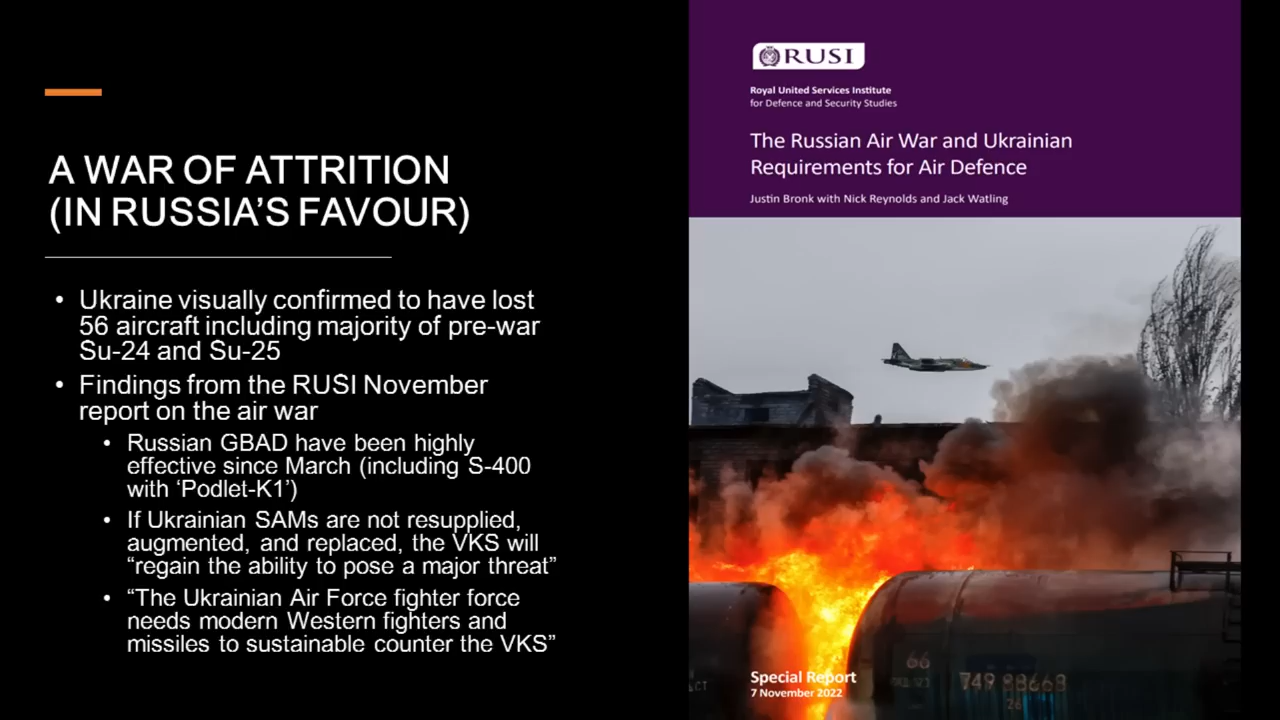 A WAR OF ATTRITION
(IN RUSSIA’S FAVOUR)
• Ukraine visually confirmed to have lost
56 aircraft including majority of pre-war
Su-24 and Su-25
• Findings from the RUSI November
report on the air war
• Russian GBAD have been highly
effective since March (including S-400
with ‘Podlet-K1’)
• If Ukrainian SAMs are not resupplied,
augmented, and replaced, the VKS will
“regain the ability to pose a major threat”
• “The Ukrainian Air Force fighter force
needs modern Western fighters and
missiles to sustainable counter the VKS”
RUSI
Royal United Services Institute
for Defence and Security Studies
The Russian Air War and Ukrainian
Requirements for Air Defence
Justin Bronk with Nick Reynolds and Jack Watling
66
Special Report
7 November 2022